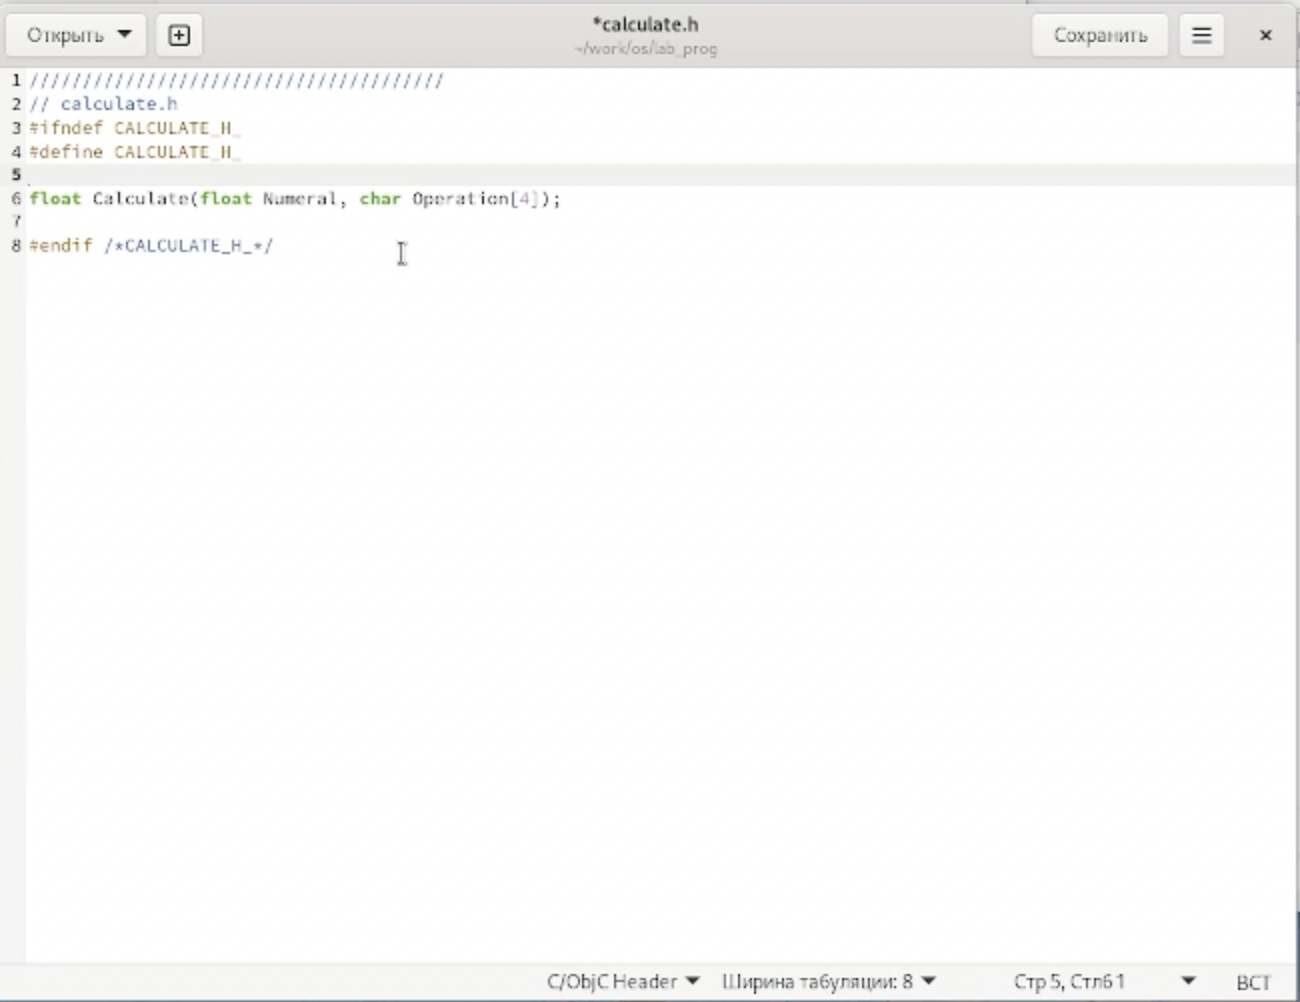 Открыть
*calculate.h
~/work/os/lab_prog
Сохранить
1 ///////////////////////////////////////
2 // calculate.h
3 #ifndef CALCULATE_H_
4 #define CALCULATE_H_
5
6 float Calculate(float Numeral, char Operation[4]);
7
8 #endif /*CALCULATE_H_*/
C/ObjC Header
Ширина табуляции: 8
Стр 5, Стлб 1
ВСТ